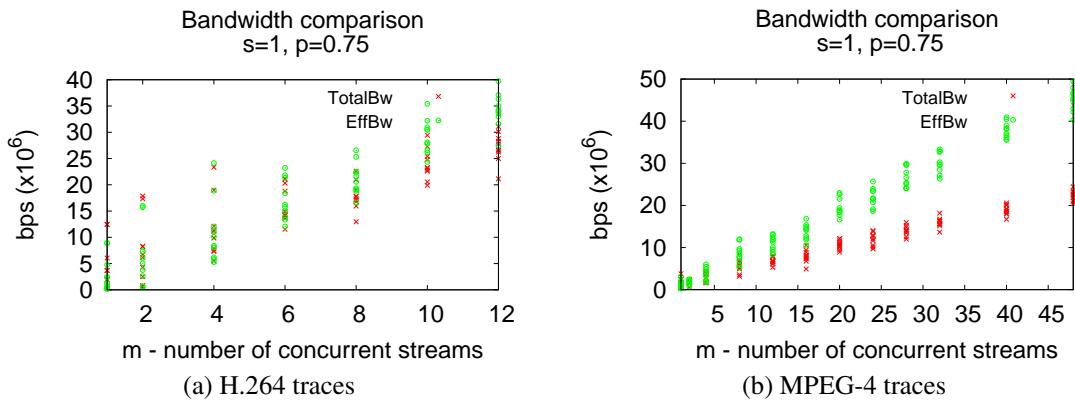 Bandwidth comparison
s=1, p=0.75
40
35
30
25
20
15
10
5
0
bps (x10^6)
TotalBw
EffBw
2 4 6 8 10 12
m - number of concurrent streams
(a) H.264 traces
Bandwidth comparison
s=1, p=0.75
50
40
30
20
10
0
bps (x10^6)
TotalBw
EffBw
5 10 15 20 25 30 35 40 45
m - number of concurrent streams
(b) MPEG-4 traces